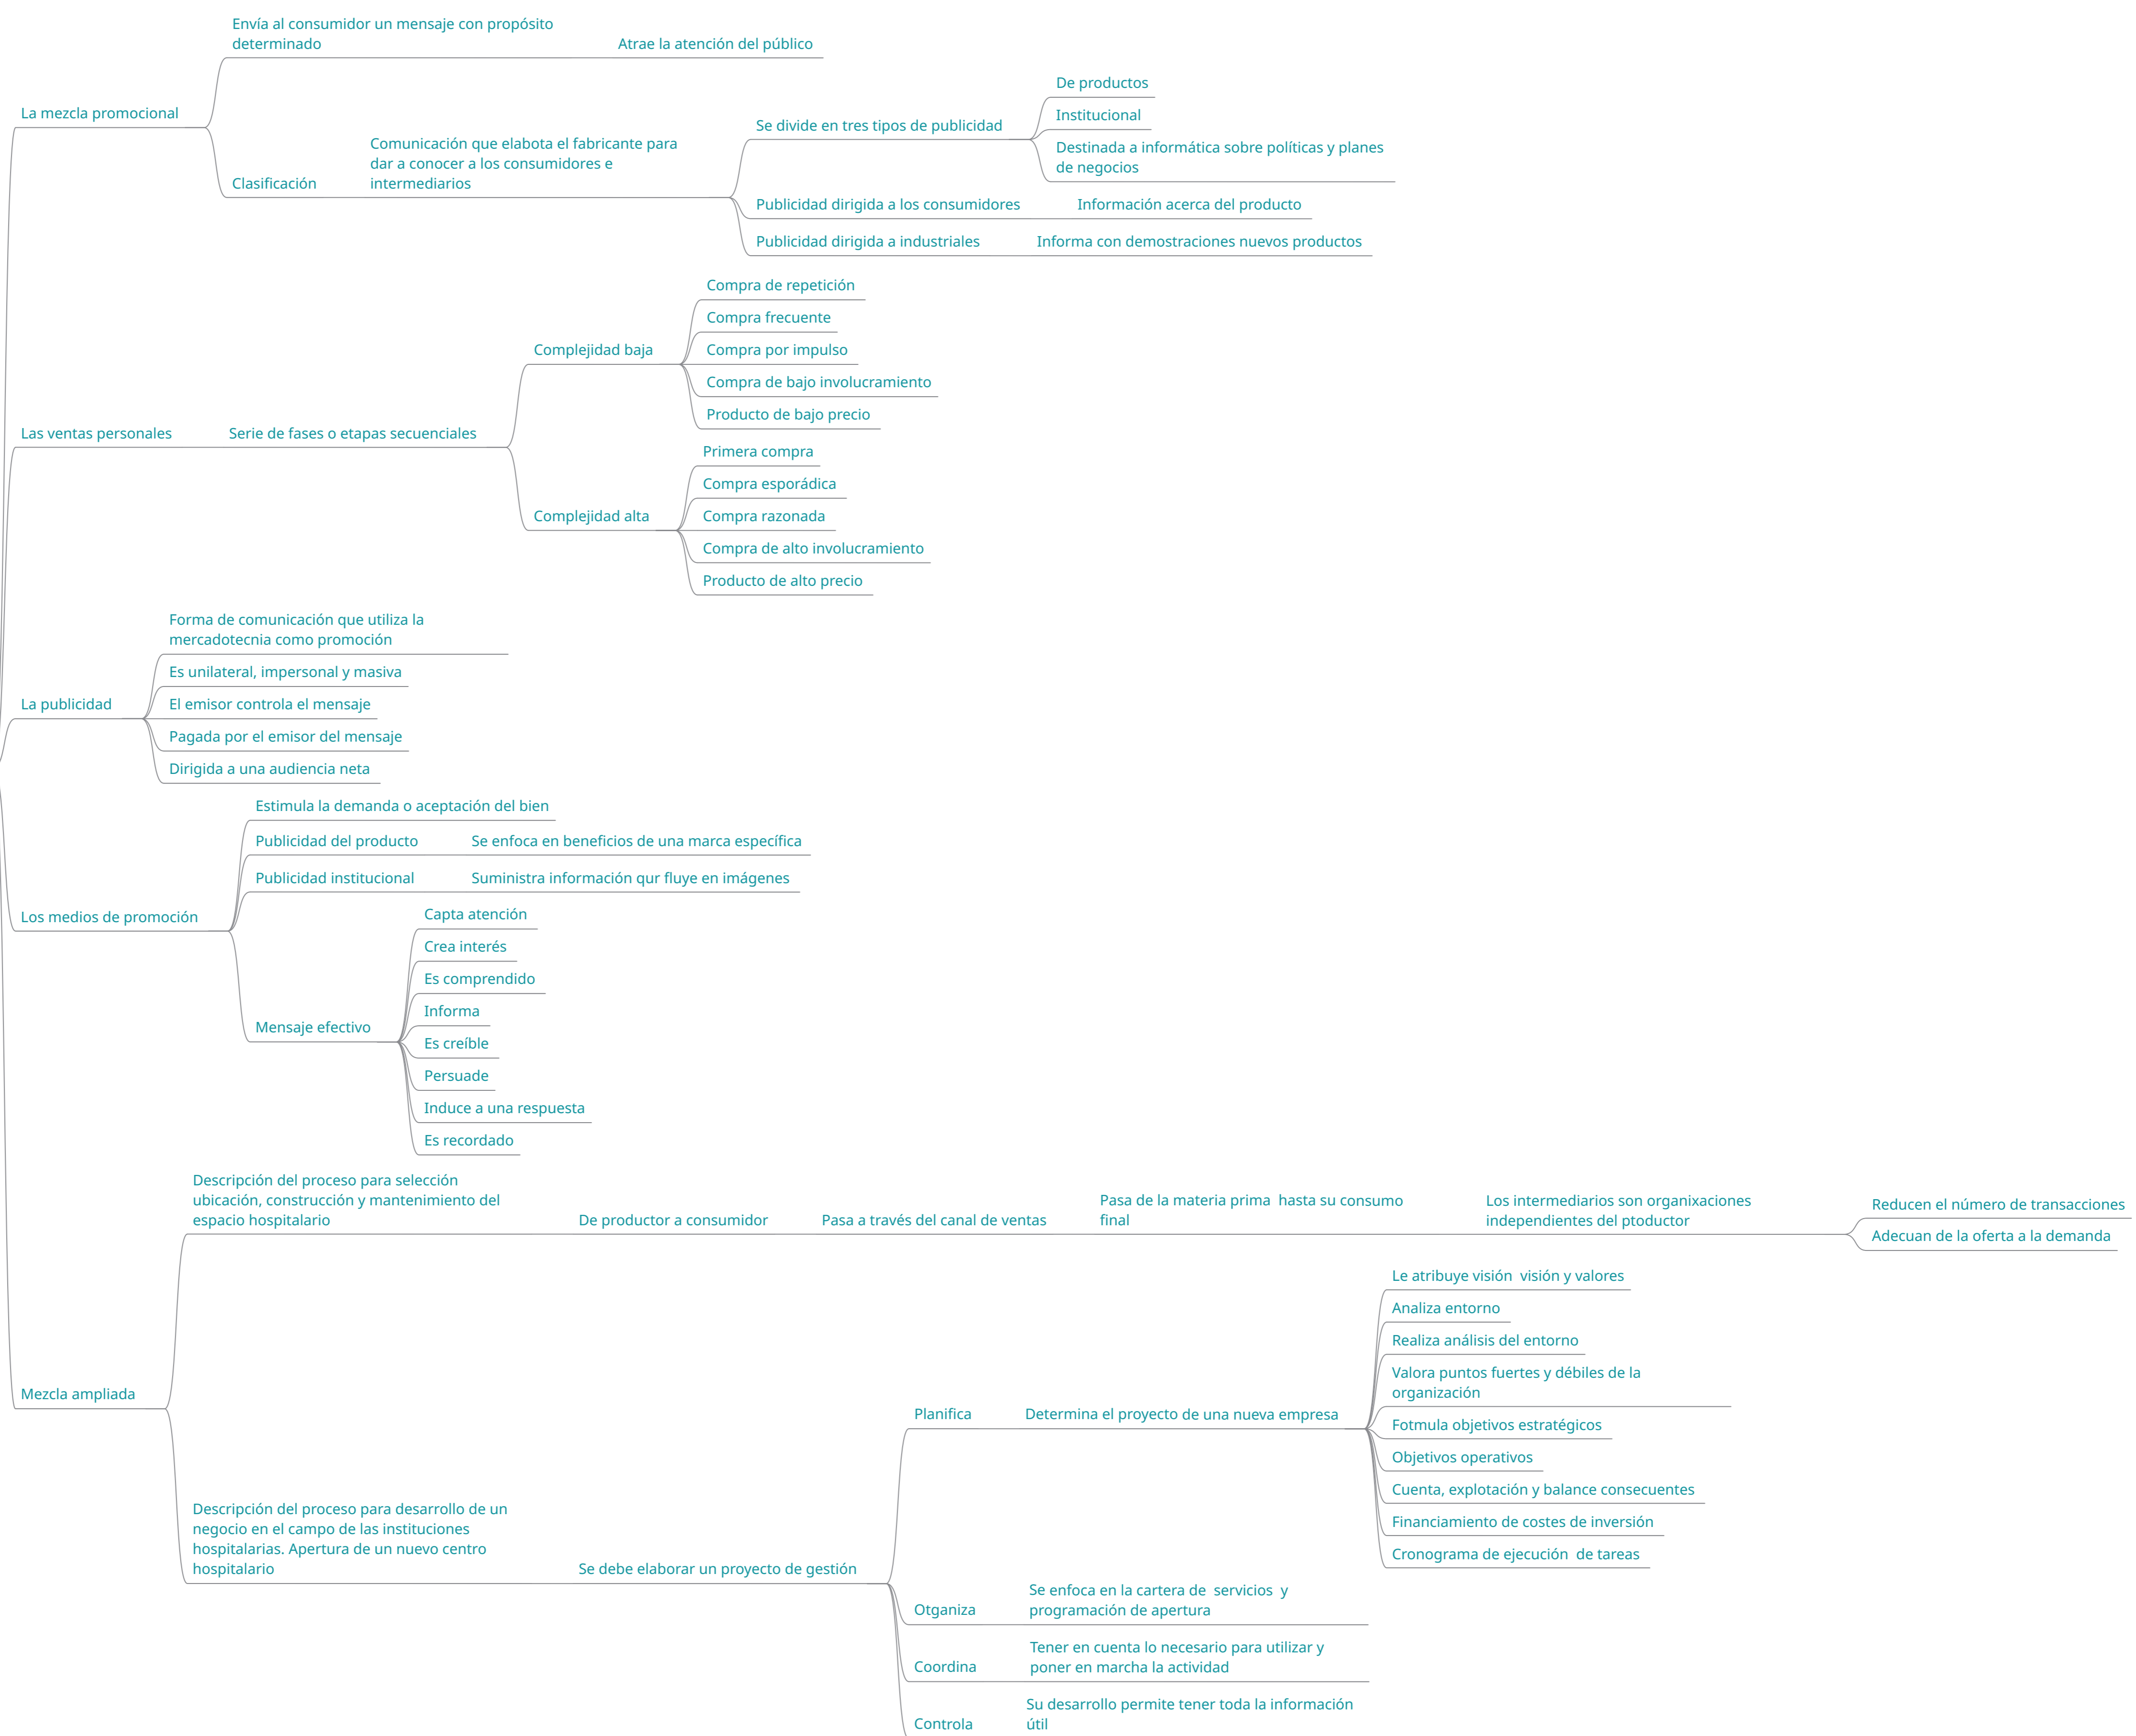 La mezcla promocional
Envía al consumidor un mensaje con propósito
determinado
Atrae la atención del público
Clasificación
Comunicación que elabota el fabricante para
dar a conocer a los consumidores e
intermediarios
Se divide en tres tipos de publicidad
De productos
Institucional
Destinada a informática sobre políticas y planes
de negocios
Publicidad dirigida a los consumidores
Información acerca del producto
Publicidad dirigida a industriales
Informa con demostraciones nuevos productos
Las ventas personales
Serie de fases o etapas secuenciales
Complejidad baja
Compra de repetición
Compra frecuente
Compra por impulso
Compra de bajo involucramiento
Producto de bajo precio
Complejidad alta
Primera compra
Compra esporádica
Compra razonada
Compra de alto involucramiento
Producto de alto precio
La publicidad
Forma de comunicación que utiliza la
mercadotecnia como promoción
Es unilateral, impersonal y masiva
El emisor controla el mensaje
Pagada por el emisor del mensaje
Dirigida a una audiencia neta
Los medios de promoción
Estimula la demanda o aceptación del bien
Publicidad del producto
Se enfoca en beneficios de una marca específica
Publicidad institucional
Suministra información qur fluye en imágenes
Mensaje efectivo
Capta atención
Crea interés
Es comprendido
Informa
Es creíble
Persuade
Induce a una respuesta
Es recordado
Mezcla ampliada
Descripción del proceso para selección
ubicación, construcción y mantenimiento del
espacio hospitalario
De productor a consumidor
Pasa a través del canal de ventas
Pasa de la materia prima  hasta su consumo
final
Los intermediarios son organixaciones
independientes del ptoductor
Reducen el número de transacciones
Adecuan de la oferta a la demanda
Descripción del proceso para desarrollo de un
negocio en el campo de las instituciones
hospitalarias. Apertura de un nuevo centro
hospitalario
Se debe elaborar un proyecto de gestión
Planifica
Determina el proyecto de una nueva empresa
Le atribuye visión  visión y valores
Analiza entorno
Realiza análisis del entorno
Valora puntos fuertes y débiles de la
organización
Fotmula objetivos estratégicos
Objetivos operativos
Cuenta, explotación y balance consecuentes
Financiamiento de costes de inversión
Cronograma de ejecución  de tareas
Otganiza
Se enfoca en la cartera de  servicios  y
programación de apertura
Coordina
Tener en cuenta lo necesario para utilizar y
poner en marcha la actividad
Controla
Su desarrollo permite tener toda la información
útil